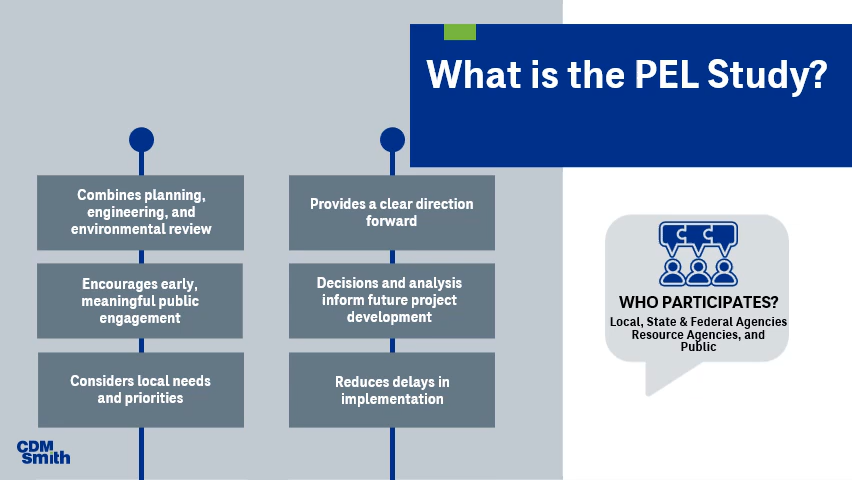 What is the PEL Study?
Combines planning,
engineering, and
environmental review
Encourages early,
meaningful public
engagement
Considers local needs
and priorities
Provides a clear direction
forward
Decisions and analysis
inform future project
development
Reduces delays in
implementation
WHO PARTICIPATES?
Local, State & Federal Agencies
Resource Agencies, and
Public
CDM
Smith